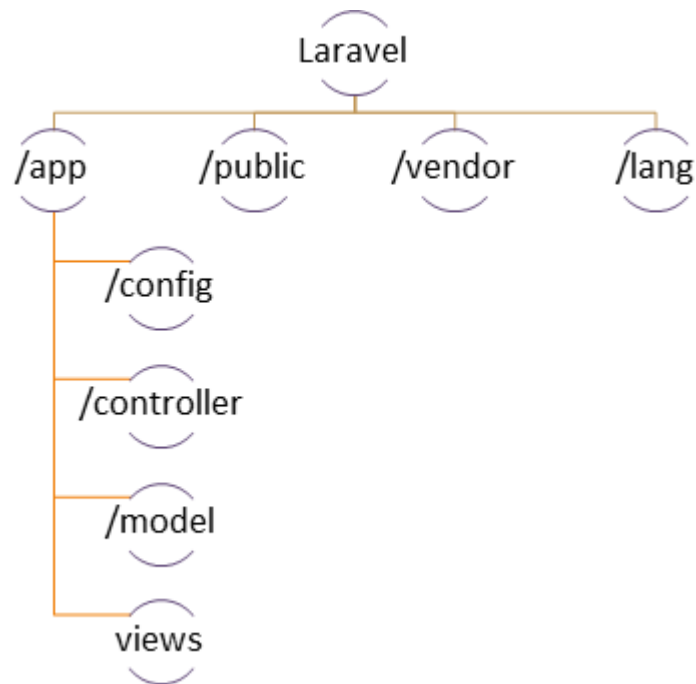 Laravel
/app
/public
/vendor
/lang
/config
/controller
/model
views